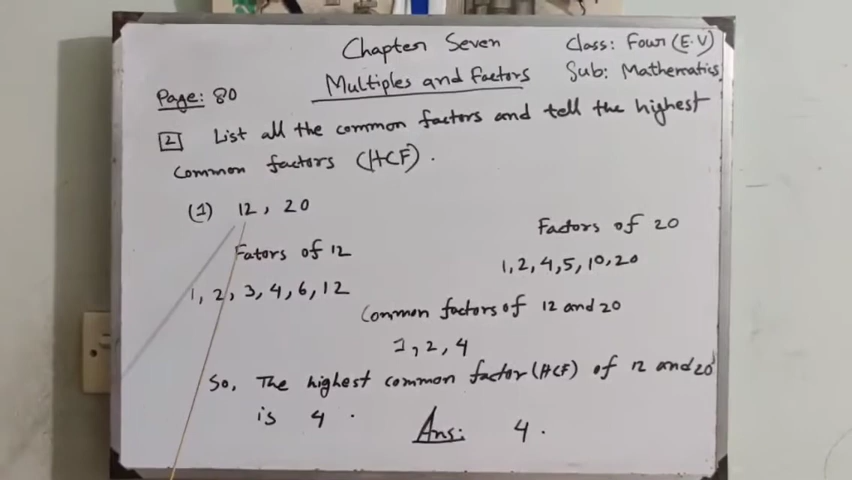 Chapter Seven
Class: Four (E.V)
Multiples and Factors
Sub: Mathematics
Page: 80
2 List all the common factors and tell the highest
common factors (HCF).
(1) 12, 20
Factors of 20
Fators of 12
1, 2, 4, 5, 10, 20
1, 2, 3, 4, 6, 12
Common factors of 12 and 20
1, 2, 4
So, The highest common factor (HCF) of 12 and 20
is 4.
Ans: 4.